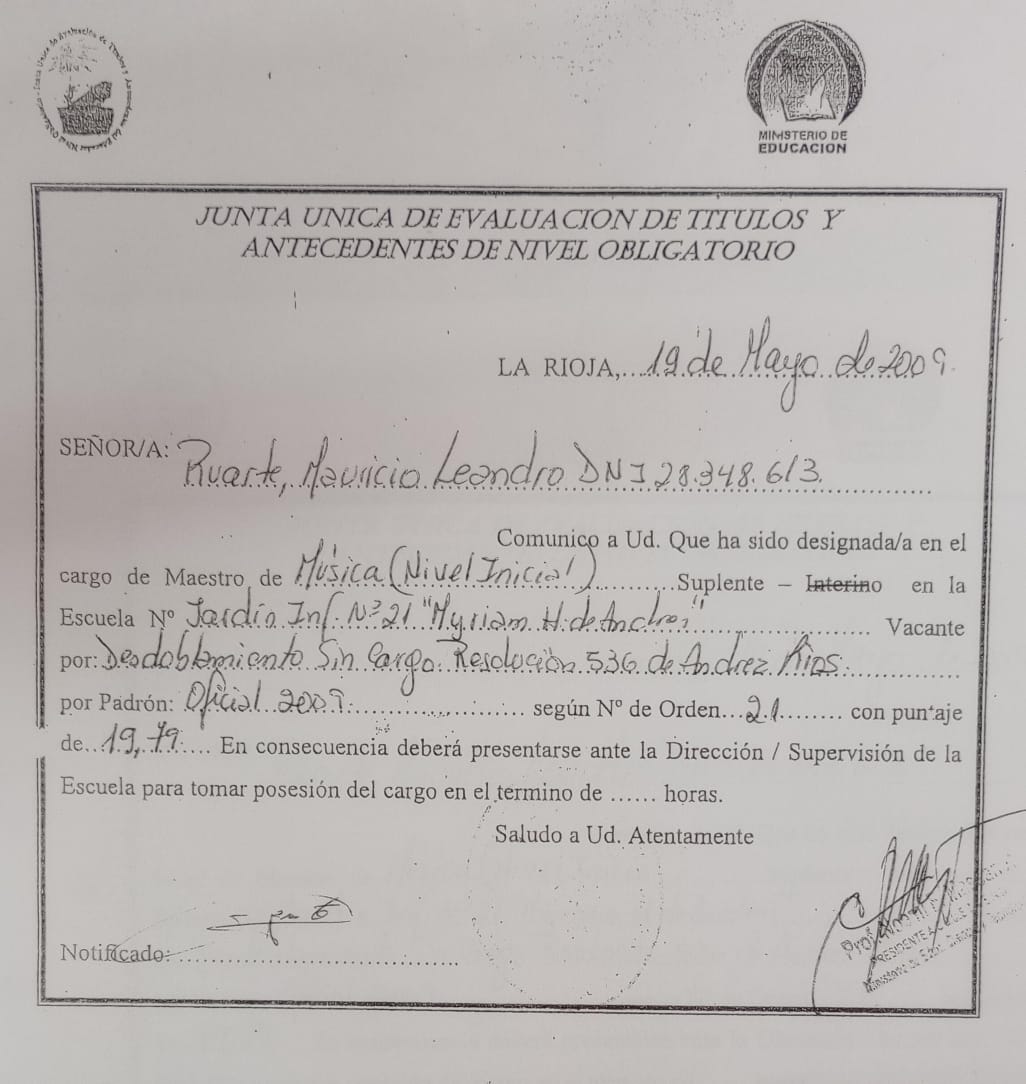 MINISTERIO DE
EDUCACION
JUNTA UNICA DE EVALUACION DE TITULOS Y
ANTECEDENTES DE NIVEL OBLIGATORIO
LA RIOJA, 19 de Mayo de 2009.
SEÑOR/A: Ruarte, Mauricio Leandro DNI 28.348.613.
Comunico a Ud. Que ha sido designada/a en el
cargo de Maestro de Música (Nivel Inicial) Suplente – Interino en la
Escuela Nº Jardín Inf. Nº 21 "Myriam H. de Andrei" Vacante
por: Desdoblamiento Sin Cargo Resolución 536 de Andrez Rios.
por Padrón: Oficial 2009. según Nº de Orden 21 con puntaje
de 19,79 En consecuencia deberá presentarse ante la Dirección / Supervisión de la
Escuela para tomar posesión del cargo en el termino de ...... horas.
Saludo a Ud. Atentamente
Notificado: